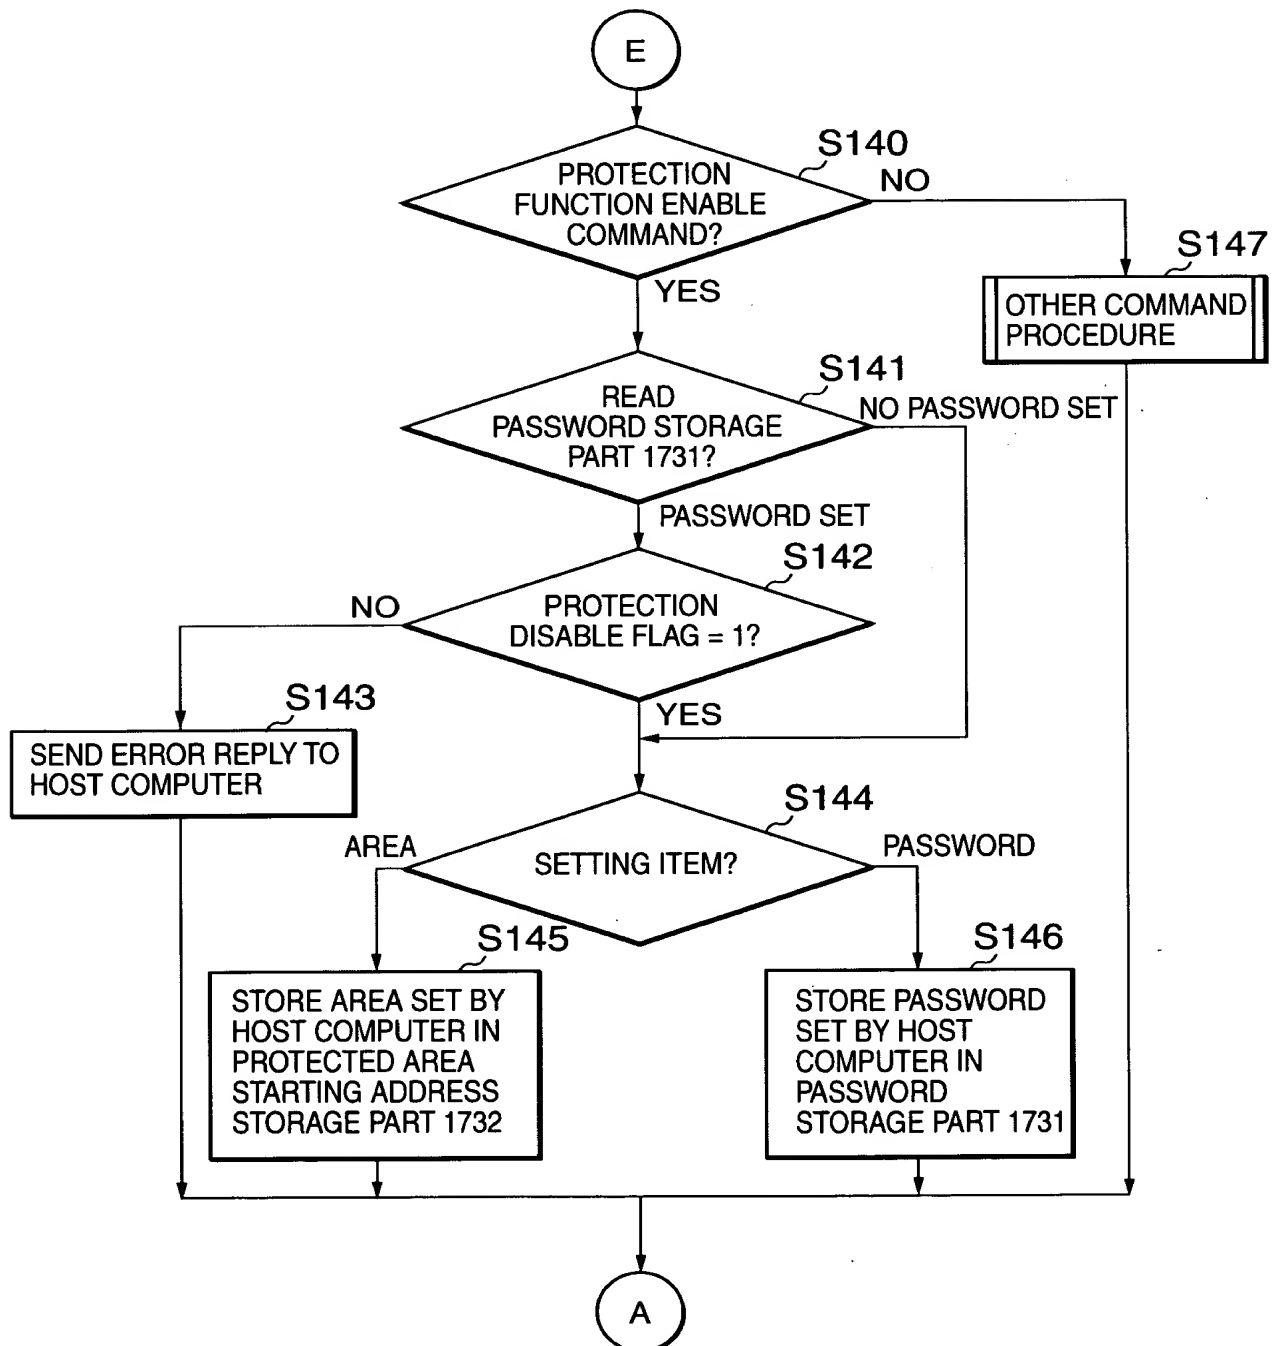 E
S140
PROTECTION
FUNCTION ENABLE
COMMAND?
NO
YES
S147
OTHER COMMAND
PROCEDURE
S141
READ
PASSWORD STORAGE
PART 1731?
NO PASSWORD SET
PASSWORD SET
S142
PROTECTION
DISABLE FLAG = 1?
NO
YES
S143
SEND ERROR REPLY TO
HOST COMPUTER
S144
SETTING ITEM?
AREA
PASSWORD
S145
STORE AREA SET BY
HOST COMPUTER IN
PROTECTED AREA
STARTING ADDRESS
STORAGE PART 1732
S146
STORE PASSWORD
SET BY HOST
COMPUTER IN
PASSWORD
STORAGE PART 1731
A